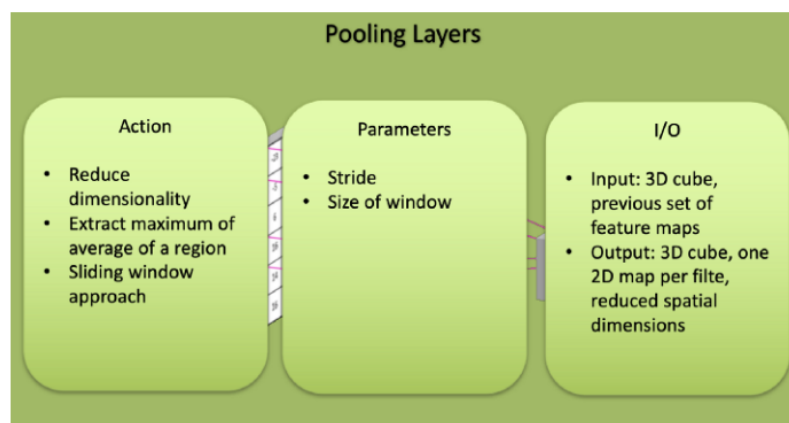 Pooling Layers
Action
• Reduce
dimensionality
• Extract maximum of
average of a region
• Sliding window
approach
Parameters
• Stride
• Size of window
I/O
• Input: 3D cube,
previous set of
feature maps
• Output: 3D cube, one
2D map per filte,
reduced spatial
dimensions